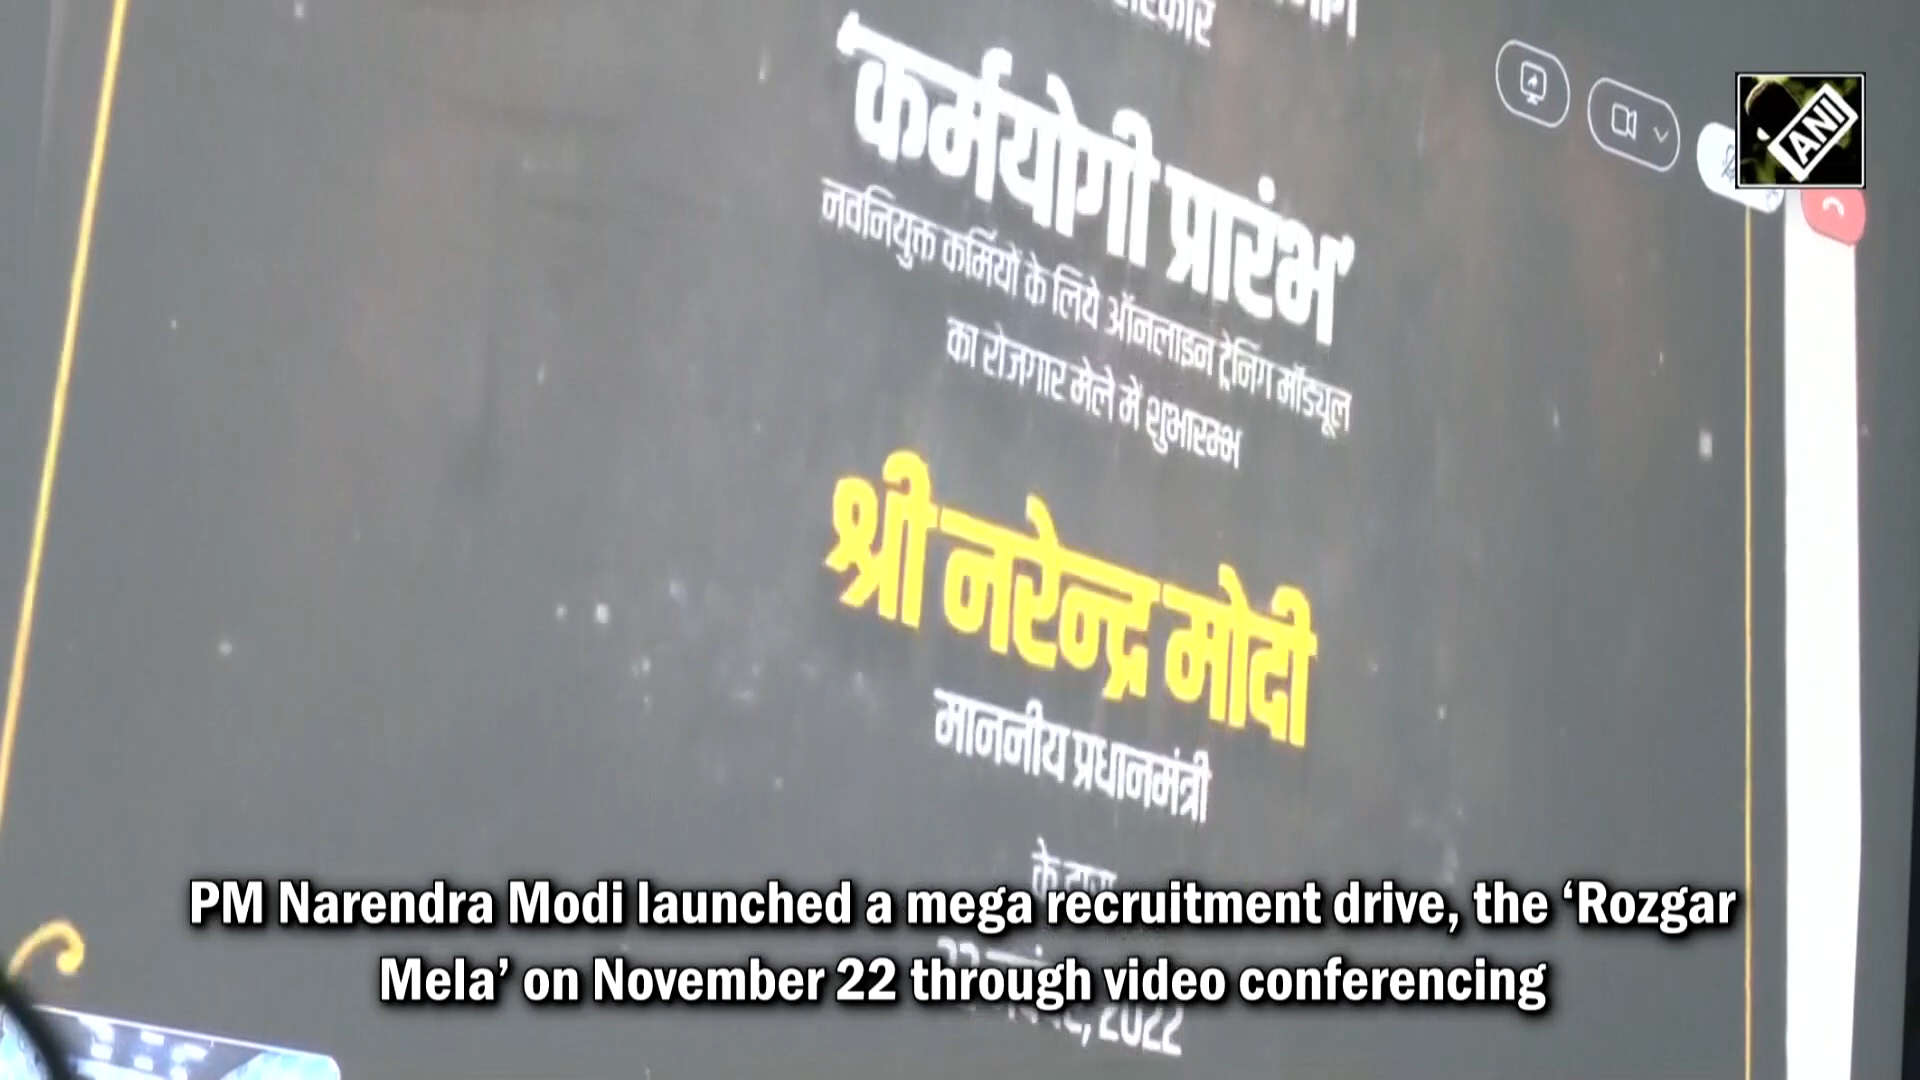 ANI
'कर्मयोगी प्रारंभ'
नवनियुक्त कर्मियों के लिये ऑनलाइन ट्रेनिंग मॉड्यूल
का रोजगार मेले में शुभारम्भ
श्री नरेन्द्र मोदी
माननीय प्रधानमंत्री
के द्वारा
2022
PM Narendra Modi launched a mega recruitment drive, the ‘Rozgar
Mela’ on November 22 through video conferencing